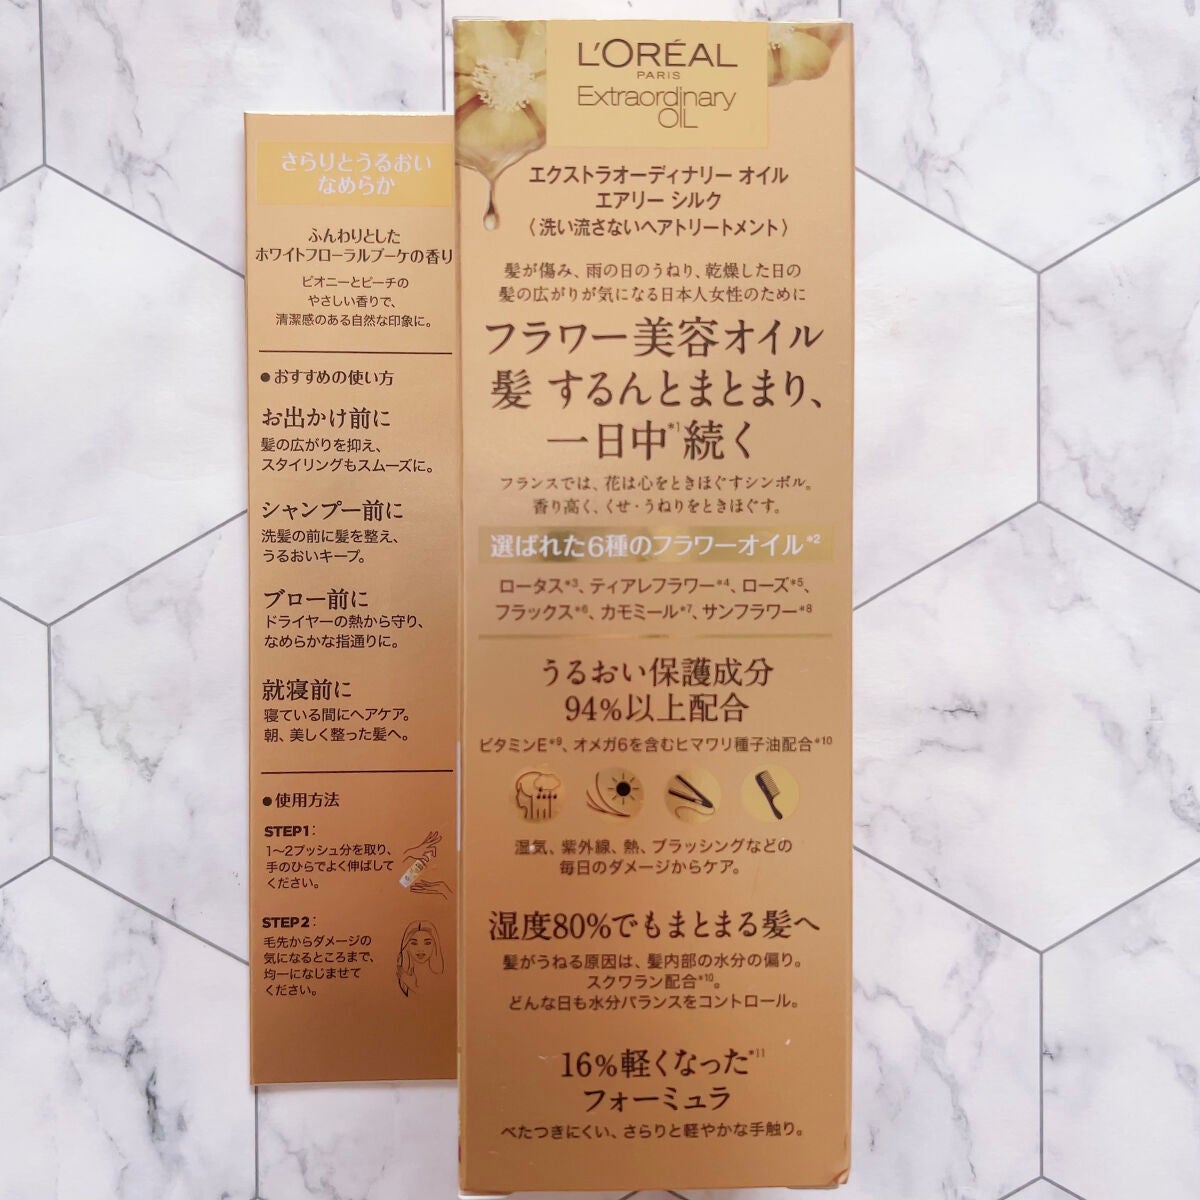 さらりとうるおい
なめらか
ふんわりとした
ホワイトフローラルブーケの香り
ピオニーとピーチの
やさしい香りで、
清潔感のある自然な印象に。
●おすすめの使い方
お出かけ前に
髪の広がりを抑え、
スタイリングもスムーズに。
シャンプー前に
洗髪の前に髪を整え、
うるおいキープ。
ブロー前に
ドライヤーの熱から守り、
なめらかな指通りに。
就寝前に
寝ている間にヘアケア。
朝、美しく整った髪へ。
●使用方法
STEP1:
1〜2プッシュ分を取り、
手のひらでよく伸ばして
ください。
STEP2:
毛先からダメージの
気になるところまで、
均一になじませて
ください。
L'ORÉAL
PARIS
Extraordinary
OIL
エクストラオーディナリー オイル
エアリー シルク
〈洗い流さないヘアトリートメント〉
髪が傷み、雨の日のうねり、乾燥した日の
髪の広がりが気になる日本人女性のために
フラワー美容オイル
髪 するんとまとまり、
一日中*1続く
フランスでは、花は心をときほぐすシンボル。
香り高く、くせ・うねりをときほぐす。
選ばれた6種のフラワーオイル*2
ロータス*3、ティアレフラワー*4、ローズ*5、
フラックス*6、カモミール*7、サンフラワー*8
うるおい保護成分
94%以上配合
ビタミンE*9、オメガ6を含むヒマワリ種子油配合*10
湿気、紫外線、熱、ブラッシングなどの
毎日のダメージからケア。
湿度80%でもまとまる髪へ
髪がうねる原因は、髪内部の水分の偏り。
スクワラン配合*10。
どんな日も水分バランスをコントロール。
16%軽くなった*11
フォーミュラ
べたつきにくい、さらりと軽やかな手触り。